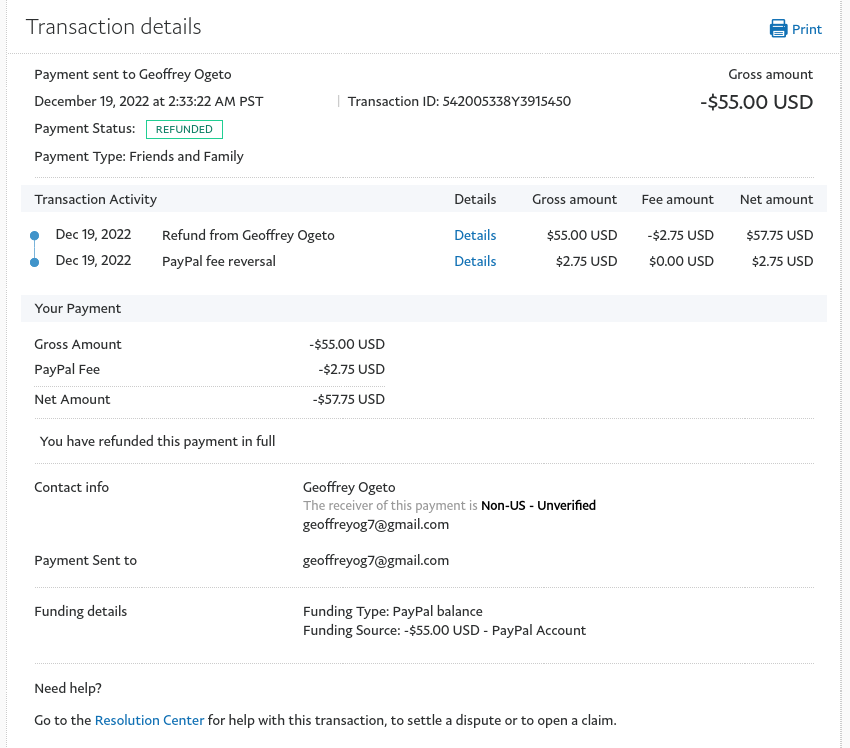 Transaction details
Print
Payment sent to Geoffrey Ogeto
Gross amount
December 19, 2022 at 2:33:22 AM PST | Transaction ID: 542005338Y3915450
-$55.00 USD
Payment Status: REFUNDED
Payment Type: Friends and Family
Transaction Activity Details Gross amount Fee amount Net amount
Dec 19, 2022 Refund from Geoffrey Ogeto Details $55.00 USD -$2.75 USD $57.75 USD
Dec 19, 2022 PayPal fee reversal Details $2.75 USD $0.00 USD $2.75 USD
Your Payment
Gross Amount -$55.00 USD
PayPal Fee -$2.75 USD
Net Amount -$57.75 USD
You have refunded this payment in full
Contact info Geoffrey Ogeto
The receiver of this payment is Non-US - Unverified
geoffreyog7@gmail.com
Payment Sent to geoffreyog7@gmail.com
Funding details Funding Type: PayPal balance
Funding Source: -$55.00 USD - PayPal Account
Need help?
Go to the Resolution Center for help with this transaction, to settle a dispute or to open a claim.